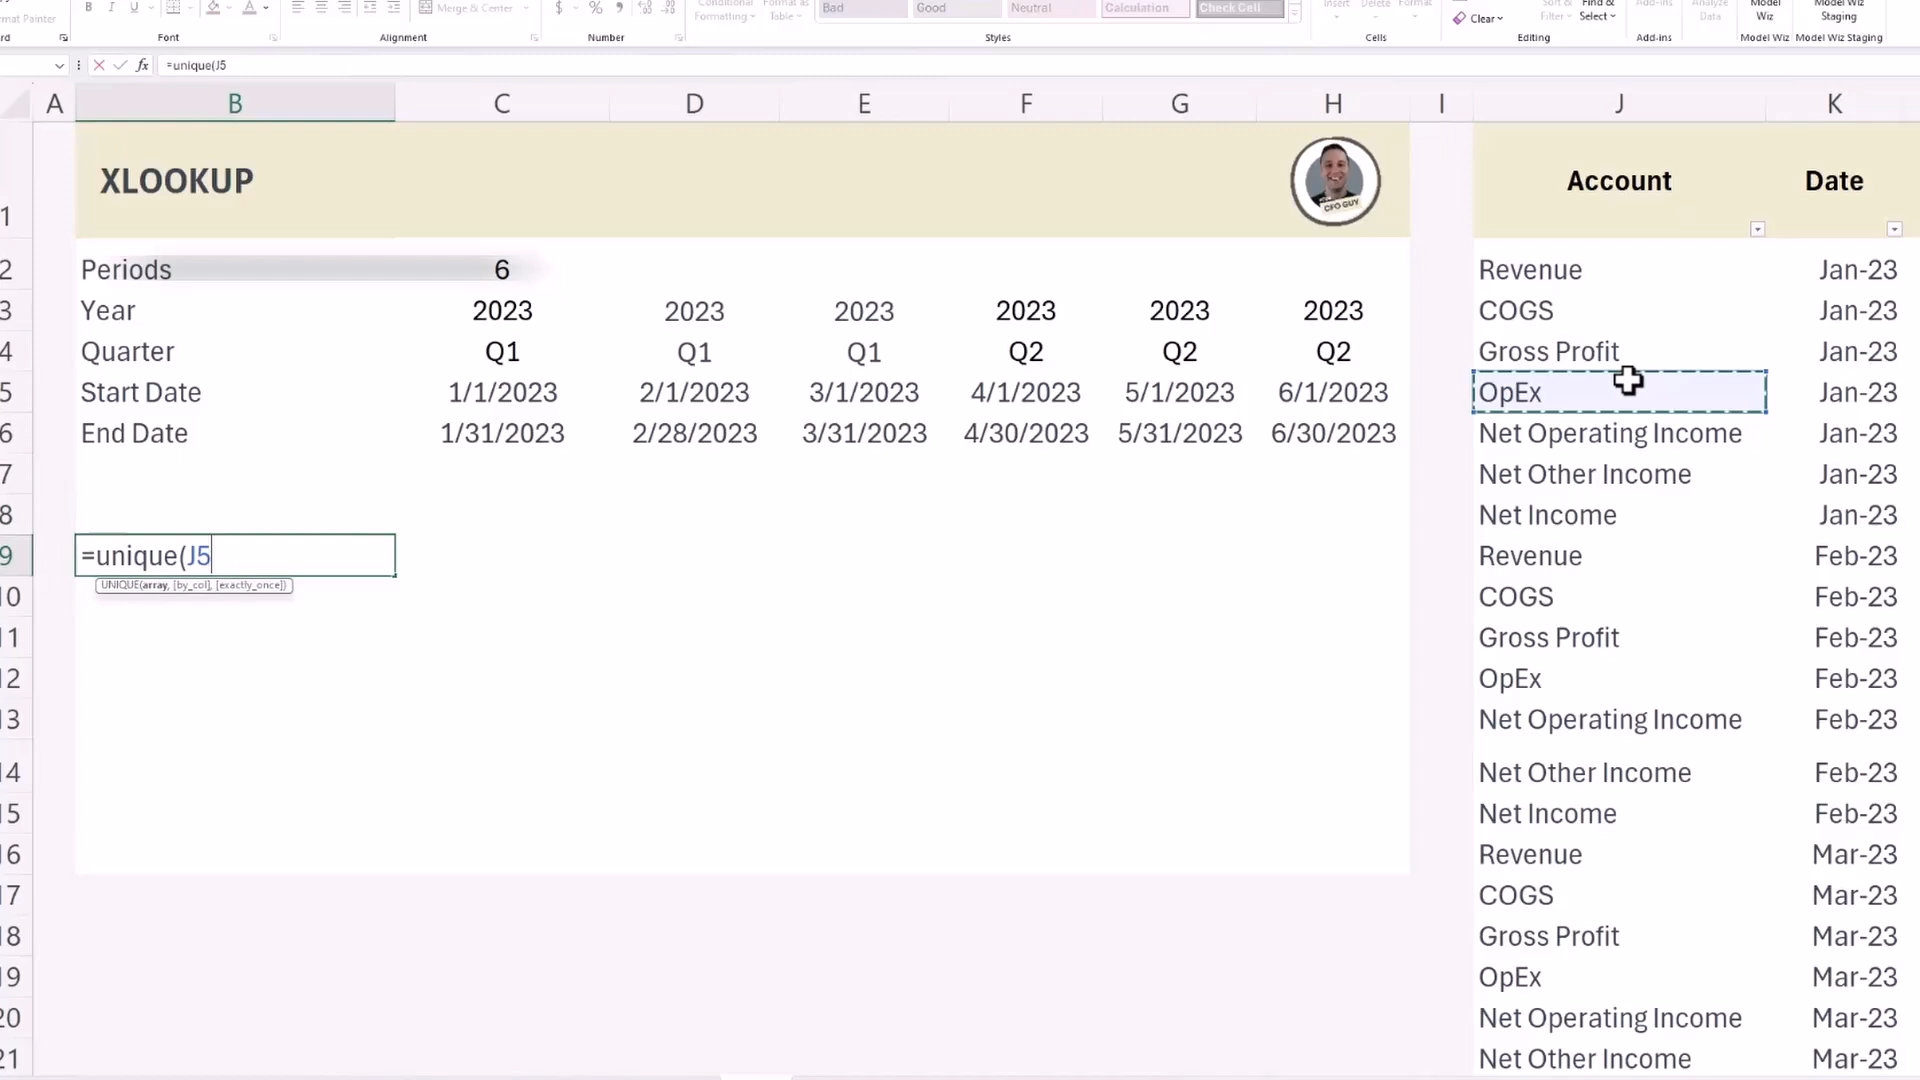 rmat Painter
B I U
Merge & Center
$ % 9
Conditional Formatting
Format as Table
Bad Good Neutral Calculation Check Cell
Insert Delete Format
Clear
Sort & Filter
Find & Select
Add-ins
Analyze Data
Model Wiz
Model Wiz Staging
rd Font Alignment Number Styles Cells Editing Add-ins Model Wiz Model Wiz Staging
fx =unique(J5
A B C D E F G H I J K
1 XLOOKUP CFO GUY Account Date
2 Periods 6 Revenue Jan-23
3 Year 2023 2023 2023 2023 2023 2023 COGS Jan-23
4 Quarter Q1 Q1 Q1 Q2 Q2 Q2 Gross Profit Jan-23
5 Start Date 1/1/2023 2/1/2023 3/1/2023 4/1/2023 5/1/2023 6/1/2023 OpEx Jan-23
6 End Date 1/31/2023 2/28/2023 3/31/2023 4/30/2023 5/31/2023 6/30/2023 Net Operating Income Jan-23
7 Net Other Income Jan-23
8 Net Income Jan-23
9 =unique(J5 Revenue Feb-23
UNIQUE(array, [by_col], [exactly_once])
10 COGS Feb-23
11 Gross Profit Feb-23
12 OpEx Feb-23
13 Net Operating Income Feb-23
14 Net Other Income Feb-23
15 Net Income Feb-23
16 Revenue Mar-23
17 COGS Mar-23
18 Gross Profit Mar-23
19 OpEx Mar-23
20 Net Operating Income Mar-23
21 Net Other Income Mar-23